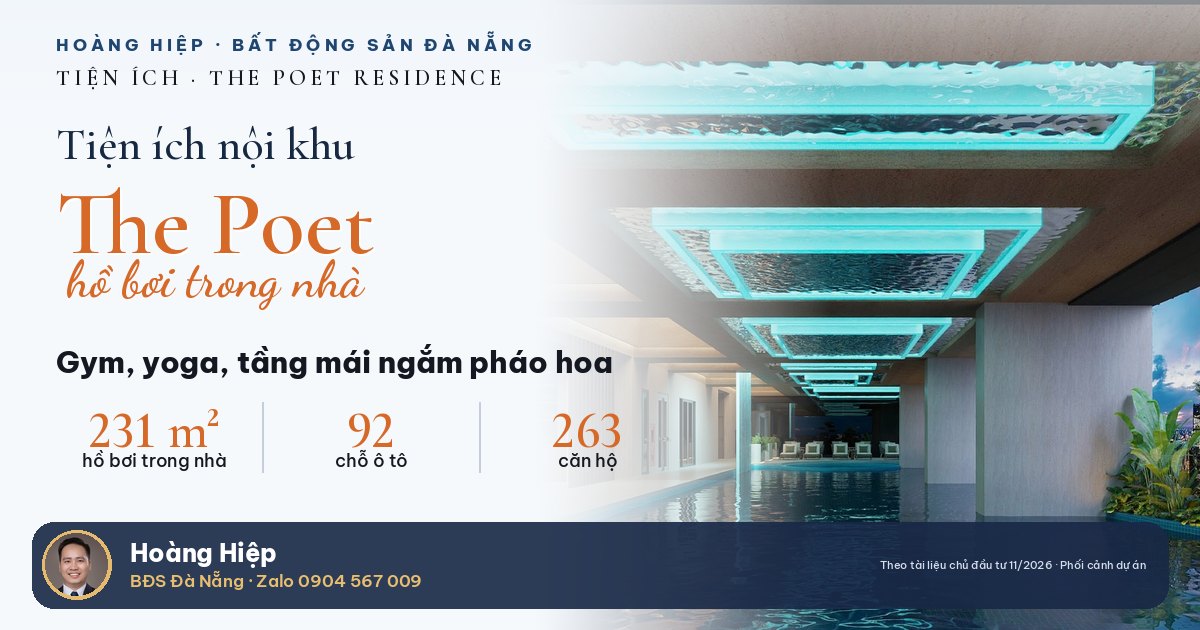 HOÀNG HIỆP · BẤT ĐỘNG SẢN ĐÀ NẴNG
TIỆN ÍCH · THE POET RESIDENCE
Tiện ích nội khu
The Poet
hồ bơi trong nhà
Gym, yoga, tầng mái ngắm pháo hoa
231 m² 92 263
hồ bơi trong nhà chỗ ô tô căn hộ
Hoàng Hiệp
BĐS Đà Nẵng · Zalo 0904 567 009
Theo tài liệu chủ đầu tư 11/2026 · Phối cảnh dự án